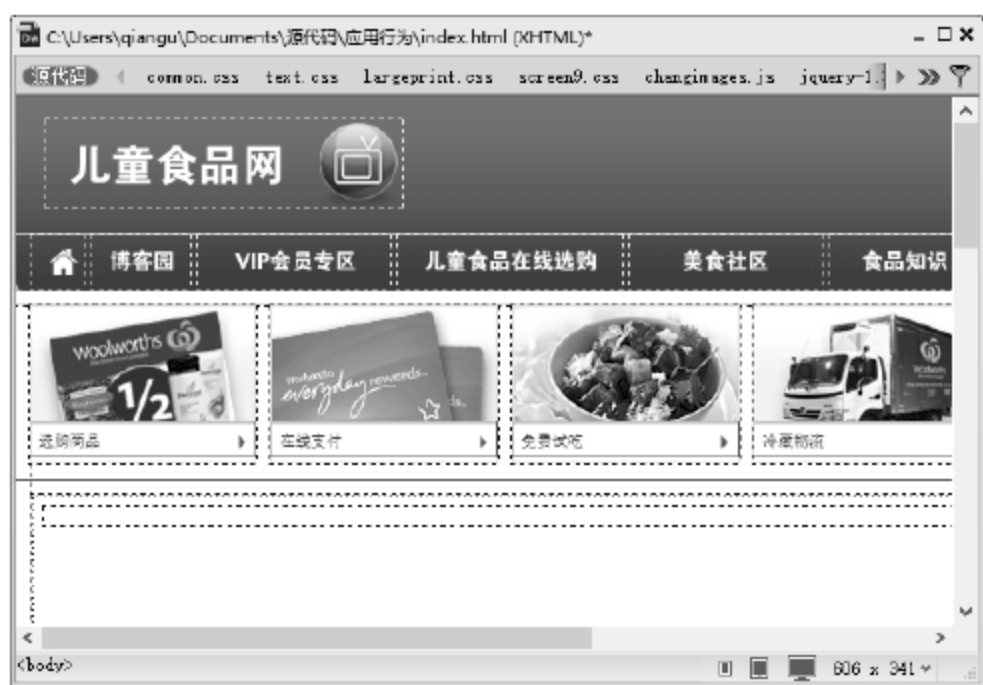 C:\Users\qiangu\Documents\源代码\应用行为\index.html (XHTML)*
源代码 common.css text.css largeprint.css screen9.css changimages.js jquery-1.
儿童食品网
博客园 VIP会员专区 儿童食品在线选购 美食社区 食品知识
Woolworths
1/2
woolworths
everyday rewards
选购商品 在线支付 免费试吃 冷藏物流
<body> 606 x 341